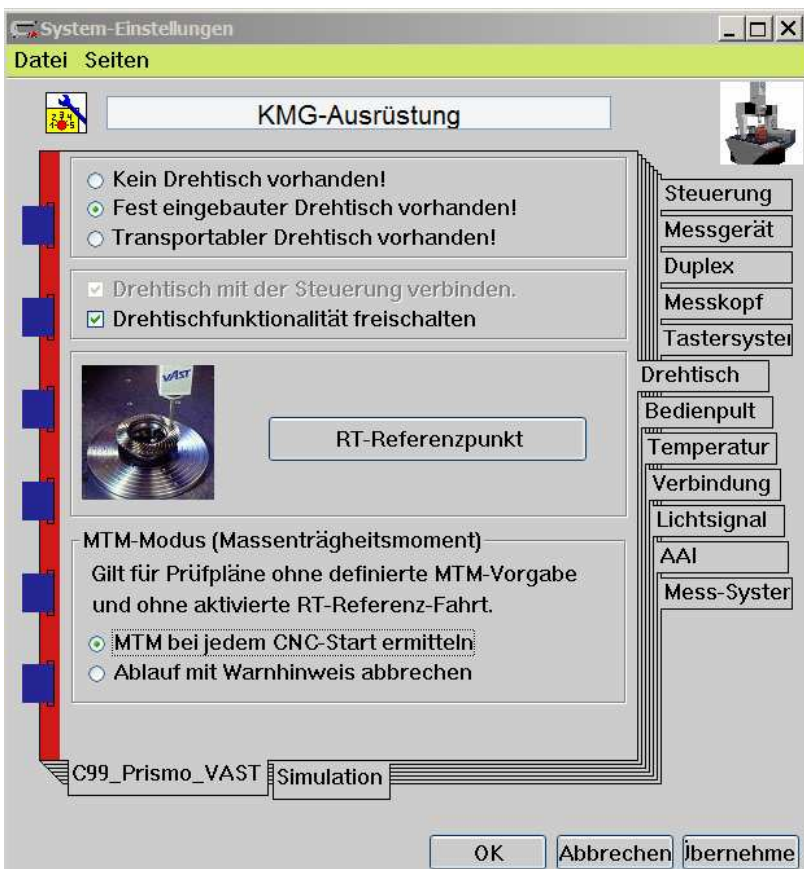 System-Einstellungen
Datei Seiten
KMG-Ausrüstung
Kein Drehtisch vorhanden!
Fest eingebauter Drehtisch vorhanden!
Transportabler Drehtisch vorhanden!
Drehtisch mit der Steuerung verbinden.
Drehtischfunktionalität freischalten
VAST
RT-Referenzpunkt
MTM-Modus (Massenträgheitsmoment)
Gilt für Prüfpläne ohne definierte MTM-Vorgabe
und ohne aktivierte RT-Referenz-Fahrt.
MTM bei jedem CNC-Start ermitteln
Ablauf mit Warnhinweis abbrechen
Steuerung
Messgerät
Duplex
Messkopf
Tastersyster
Drehtisch
Bedienpult
Temperatur
Verbindung
Lichtsignal
AAI
Mess-Syster
C99_Prismo_VAST
Simulation
OK
Abbrechen
Übernehme